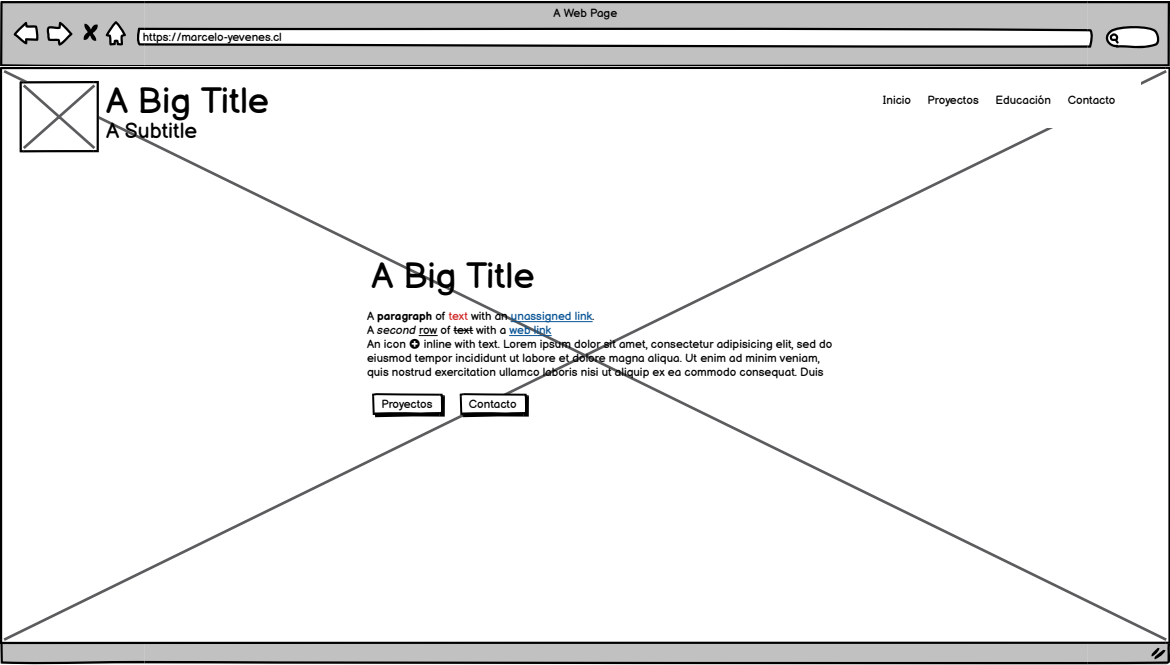 A Web Page
https://marcelo-yevenes.cl
A Big Title
A Subtitle
Inicio Proyectos Educación Contacto
A Big Title
A paragraph of text with an unassigned link.
A second row of text with a web link
An icon inline with text. Lorem ipsum dolor sit amet, consectetur adipisicing elit, sed do
eiusmod tempor incididunt ut labore et dolore magna aliqua. Ut enim ad minim veniam,
quis nostrud exercitation ullamco laboris nisi ut aliquip ex ea commodo consequat. Duis
Proyectos Contacto